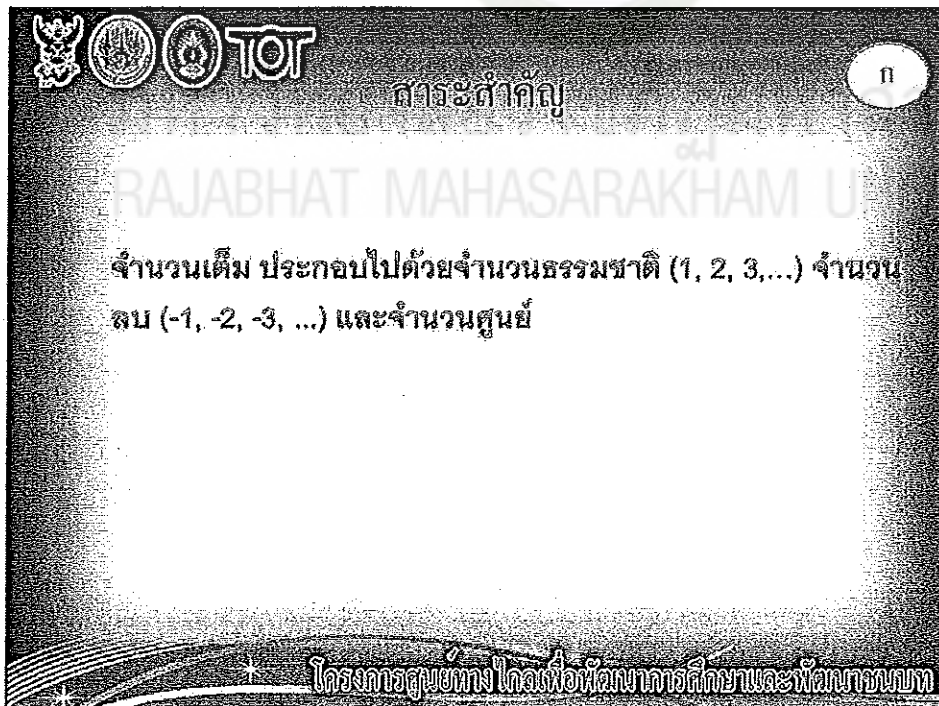 TOT
สาระสำคัญ
ก
RAJABHAT MAHASARAKHAM U
จำนวนเต็ม ประกอบไปด้วยจำนวนธรรมชาติ (1, 2, 3,...) จำนวน
ลบ (-1, -2, -3, ...) และจำนวนศูนย์
โครงการศูนย์ทางไกลเพื่อพัฒนาการศึกษาและพัฒนาชนบท